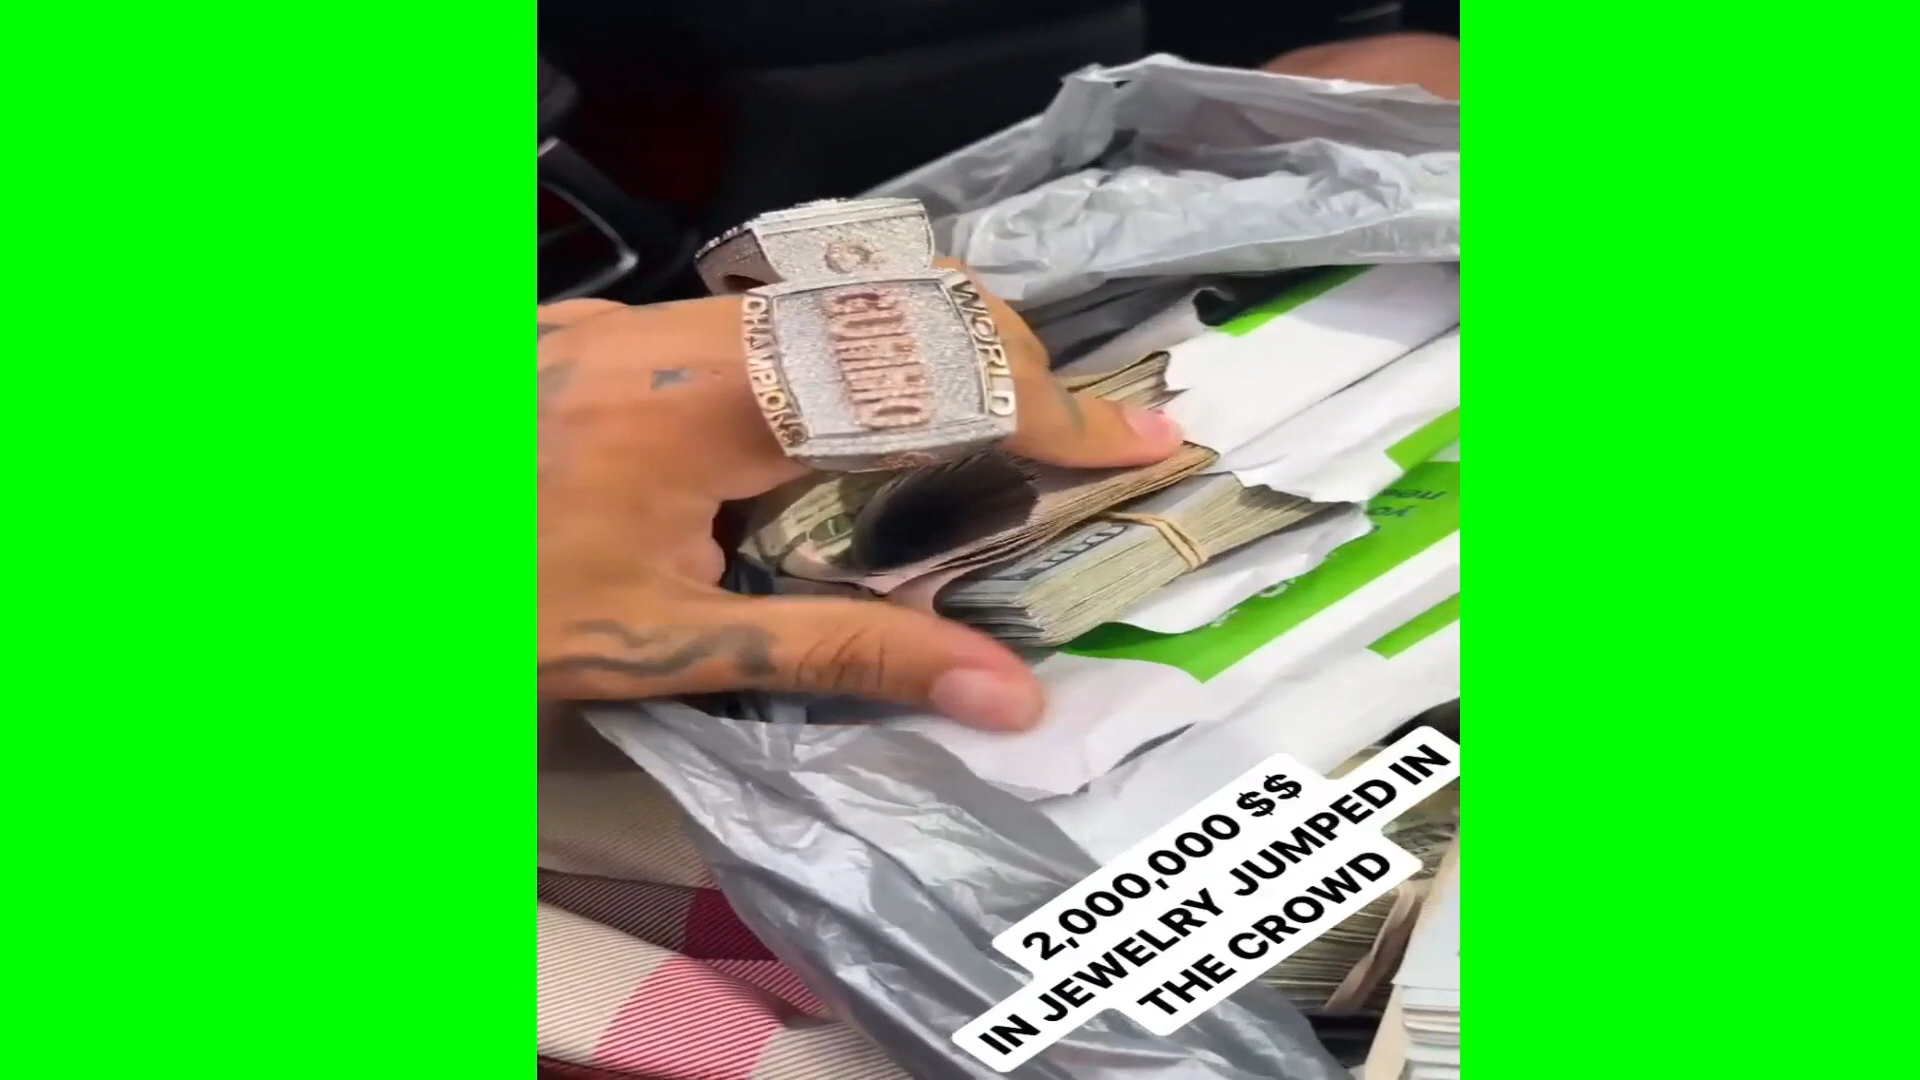 WORLD
CHAMPIONS
2,000,000 $$
IN JEWELRY JUMPED IN
THE CROWD